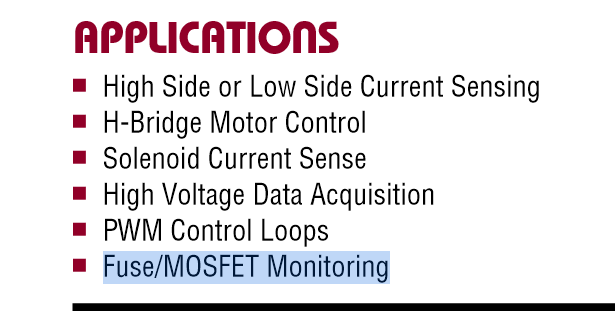 APPLICATIONS
High Side or Low Side Current Sensing
H-Bridge Motor Control
Solenoid Current Sense
High Voltage Data Acquisition
PWM Control Loops
Fuse/MOSFET Monitoring